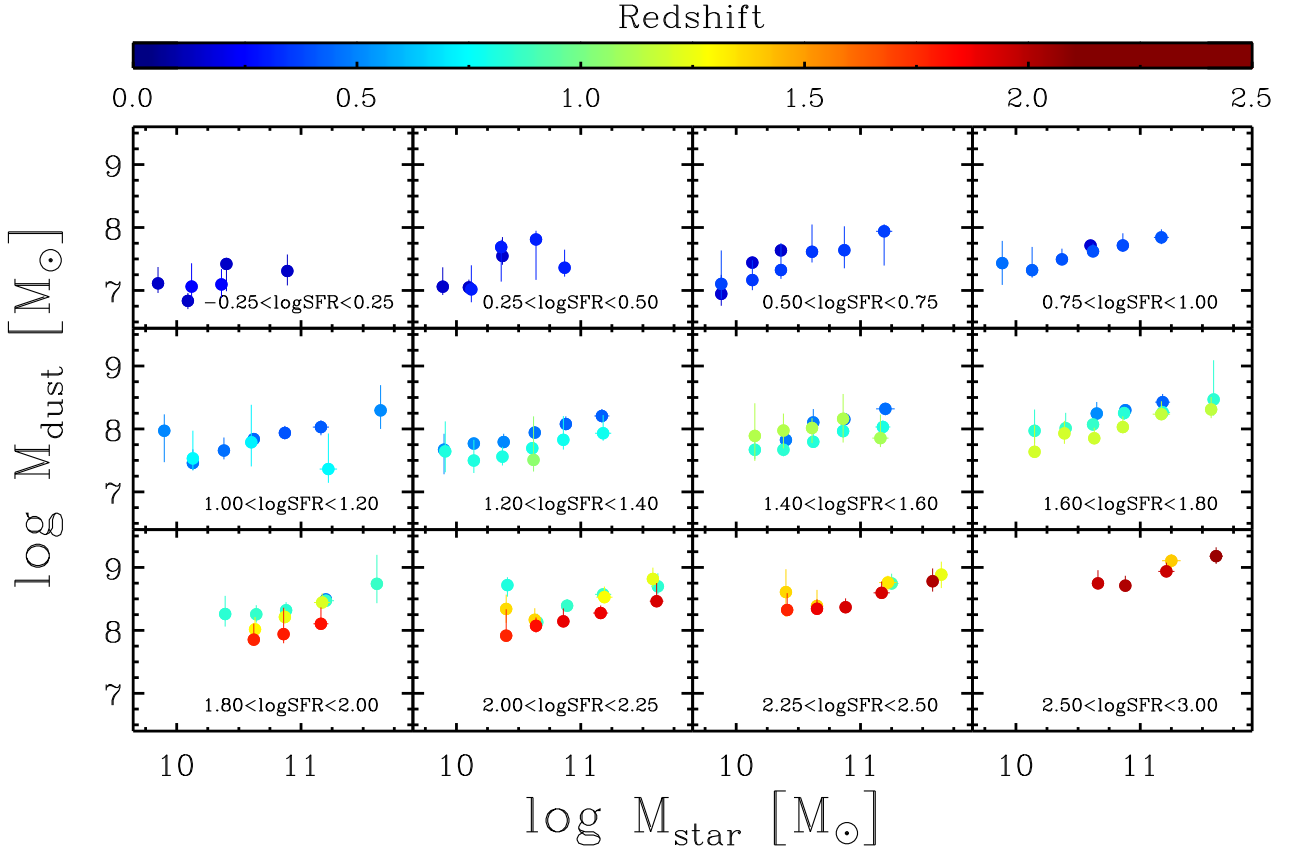 Redshift
0.0 0.5 1.0 1.5 2.0 2.5
9
8
7
−0.25<logSFR<0.25 0.25<logSFR<0.50 0.50<logSFR<0.75 0.75<logSFR<1.00
9
8
7
1.00<logSFR<1.20 1.20<logSFR<1.40 1.40<logSFR<1.60 1.60<logSFR<1.80
9
8
7
1.80<logSFR<2.00 2.00<logSFR<2.25 2.25<logSFR<2.50 2.50<logSFR<3.00
10 11 10 11 10 11 10 11
log M_star [M_⊙]
log M_dust [M_⊙]